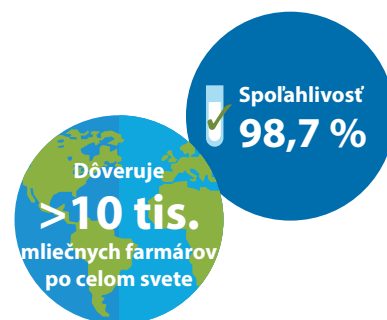 Spoľahlivosť
98,7 %
Dôveruje
>10 tis.
mliečnych farmárov
po celom svete